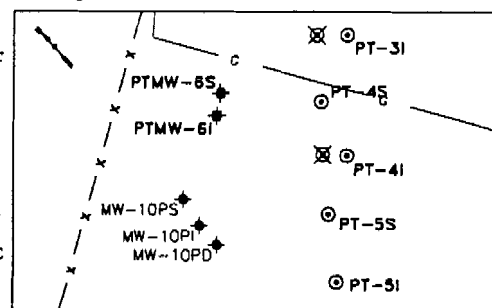 PT-3I
G
PTMW-6S
PT-4S
G
PTMW-6I
PT-4I
MW-10PS
PT-5S
MW-10PI
MW-10PD
PT-5I